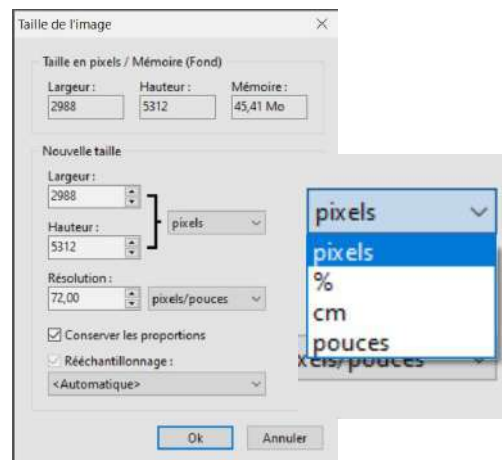 Taille de l'image
Taille en pixels / Mémoire (Fond)
Largeur : Hauteur : Mémoire :
2988 5312 45,41 Mo
Nouvelle taille
Largeur :
2988
pixels
Hauteur :
5312
Résolution :
72,00 pixels/pouces
Conserver les proportions
Rééchantillonnage :
<Automatique>
Ok Annuler
pixels
pixels
%
cm
pouces
xels/pouces